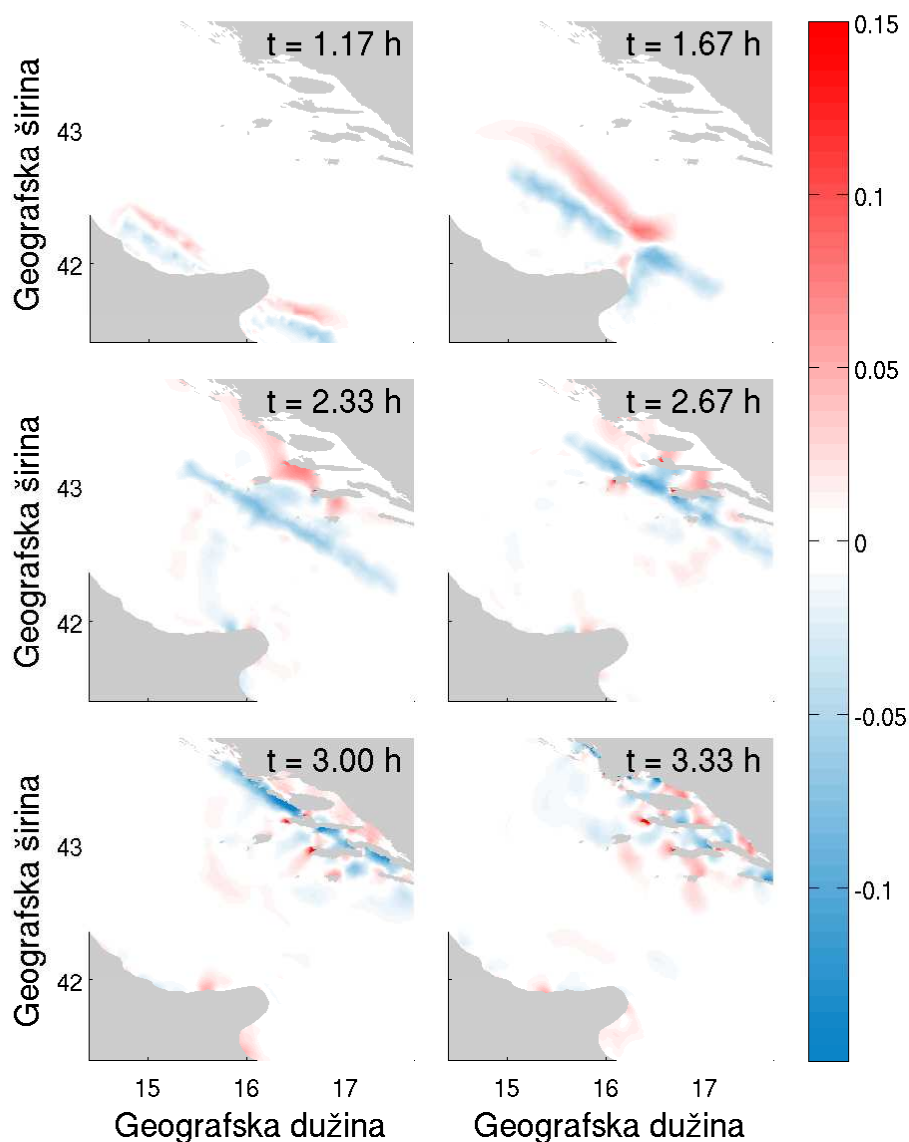 t = 1.17 h
t = 1.67 h
Geografska širina
43
42
t = 2.33 h
t = 2.67 h
Geografska širina
43
42
t = 3.00 h
t = 3.33 h
Geografska širina
43
42
15 16 17
15 16 17
Geografska dužina
Geografska dužina
0.15
0.1
0.05
0
-0.05
-0.1